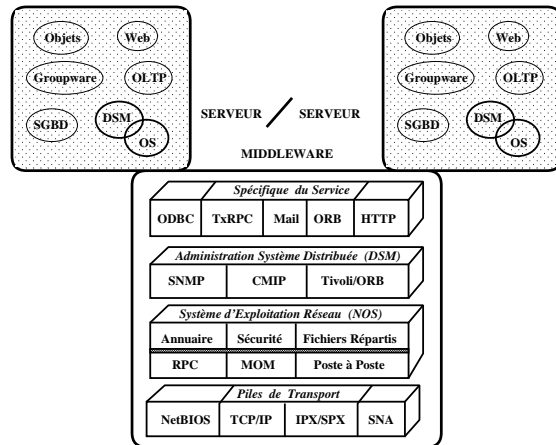 Objets
Web
Groupware
OLTP
SGBD
DSM
OS
SERVEUR / SERVEUR
MIDDLEWARE
Objets
Web
Groupware
OLTP
SGBD
DSM
OS
Spécifique du Service
ODBC TxRPC Mail ORB HTTP
Administration Système Distribuée (DSM)
SNMP CMIP Tivoli/ORB
Système d'Exploitation Réseau (NOS)
Annuaire Sécurité Fichiers Répartis
RPC MOM Poste à Poste
Piles de Transport
NetBIOS TCP/IP IPX/SPX SNA